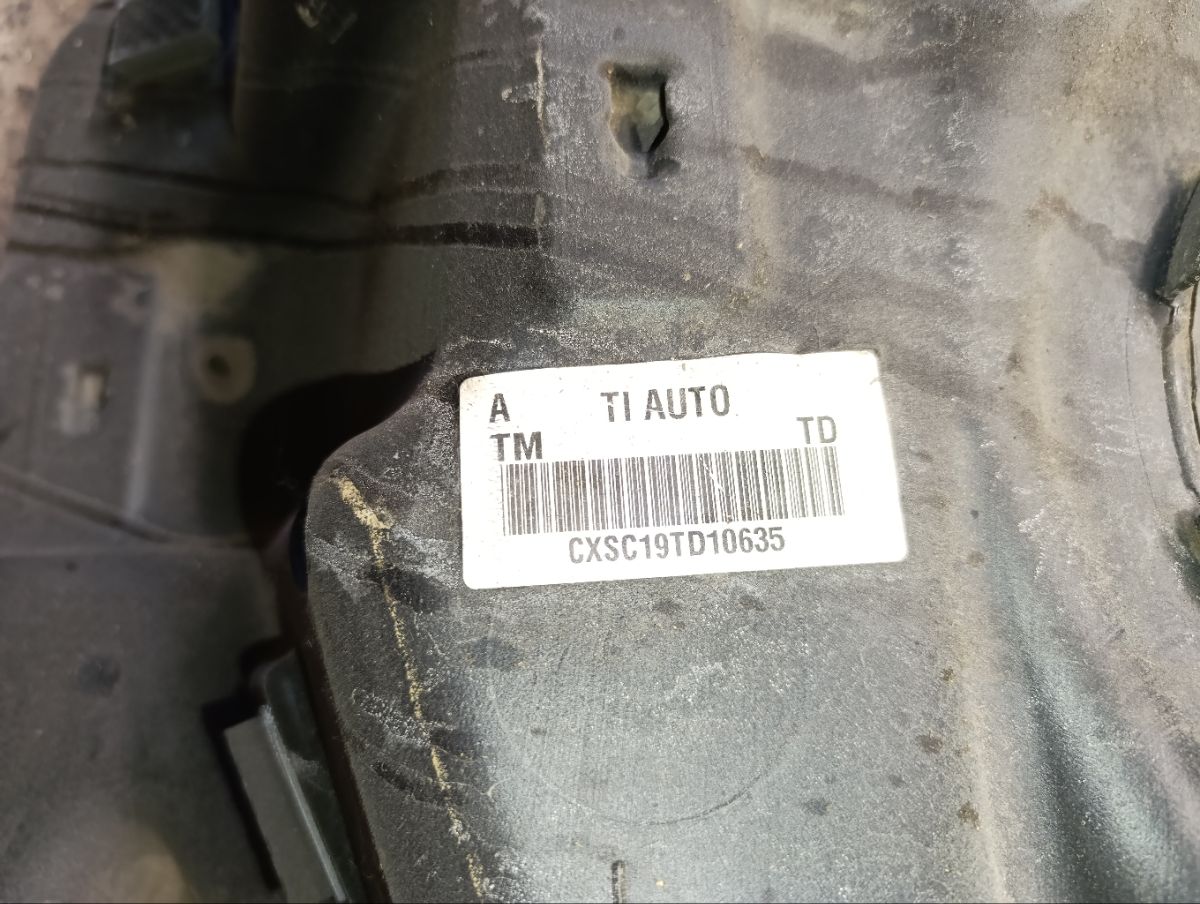 A TI AUTO
TM TD
CXSC19TD10635